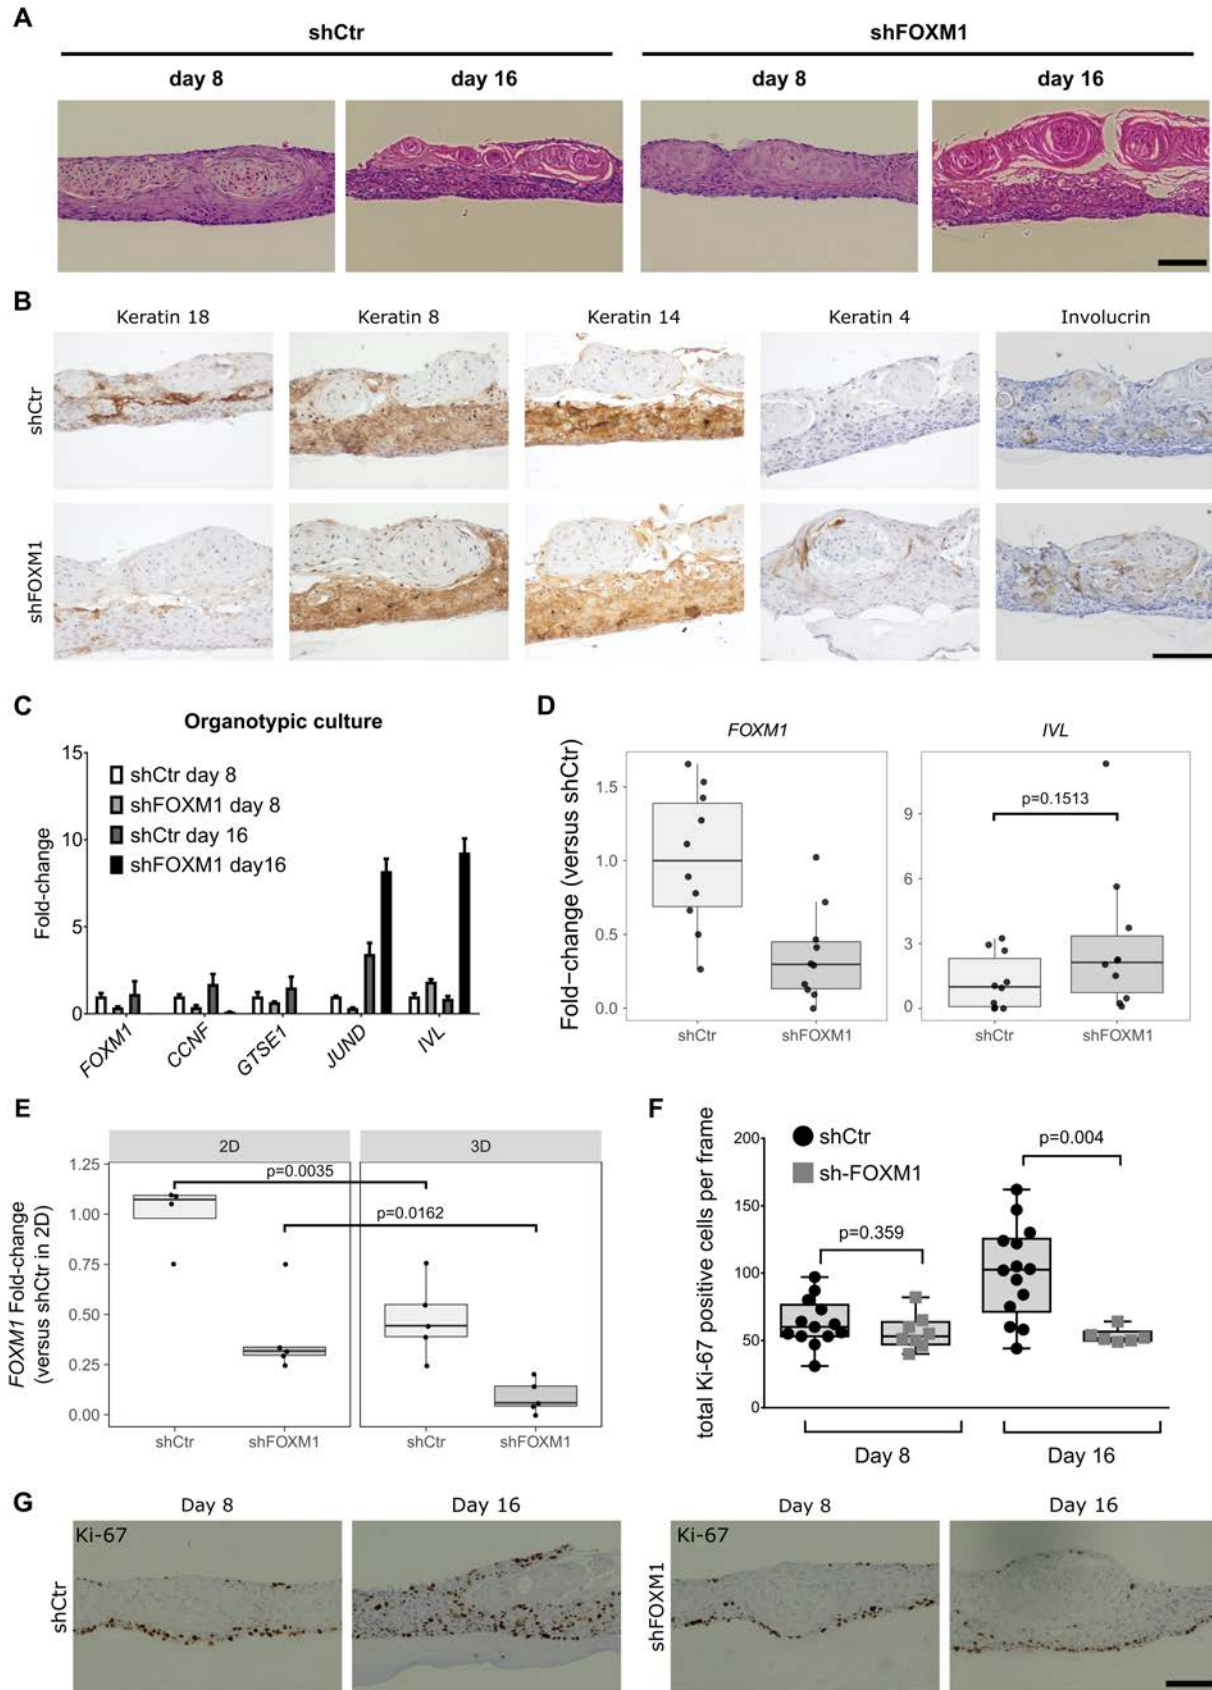 A
shCtr
shFOXM1
day 8
day 16
day 8
day 16
B
Keratin 18
Keratin 8
Keratin 14
Keratin 4
Involucrin
shCtr
shFOXM1
C
Organotypic culture
Fold-change
15
10
5
0
shCtr day 8
shFOXM1 day 8
shCtr day 16
shFOXM1 day16
FOXM1
CCNF
GTSE1
JUND
IVL
D
FOXM1
IVL
Fold-change (versus shCtr)
1.5
1.0
0.5
0.0
9
6
3
0
p=0.1513
shCtr
shFOXM1
shCtr
shFOXM1
E
2D
3D
FOXM1 Fold-change
(versus shCtr in 2D)
1.25
1.00
0.75
0.50
0.25
0.00
p=0.0035
p=0.0162
shCtr
shFOXM1
shCtr
shFOXM1
F
total Ki-67 positive cells per frame
200
150
100
50
0
shCtr
sh-FOXM1
p=0.004
p=0.359
Day 8
Day 16
G
Day 8
Day 16
Day 8
Day 16
shCtr
Ki-67
shFOXM1
Ki-67